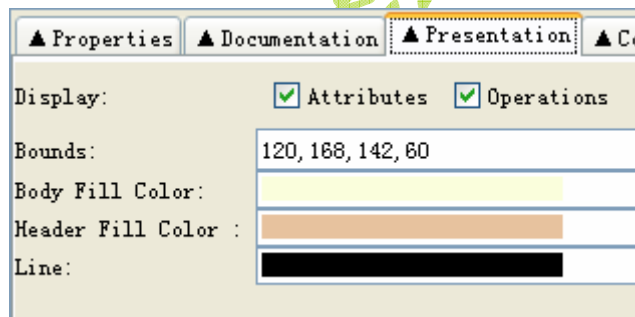 ▲ Properties ▲ Documentation ▲ Presentation ▲
Display: Attributes Operations
Bounds: 120, 168, 142, 60
Body Fill Color:
Header Fill Color :
Line: